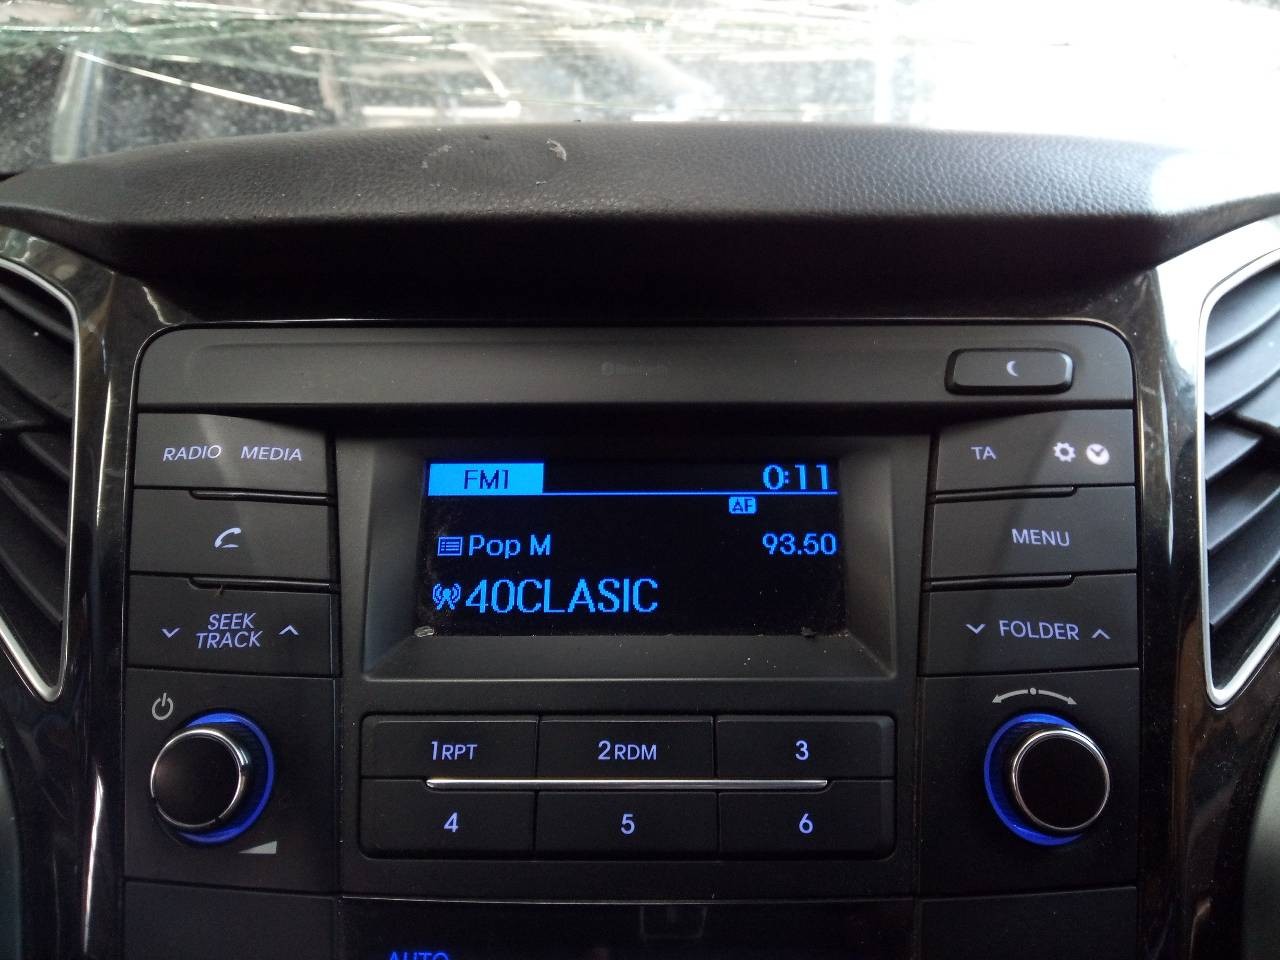 RADIO MEDIA
TA
FM1 0:11
AF
Pop M 93.50
MENU
40CLASIC
SEEK
TRACK
FOLDER
1RPT 2RDM 3
4 5 6
AUTO